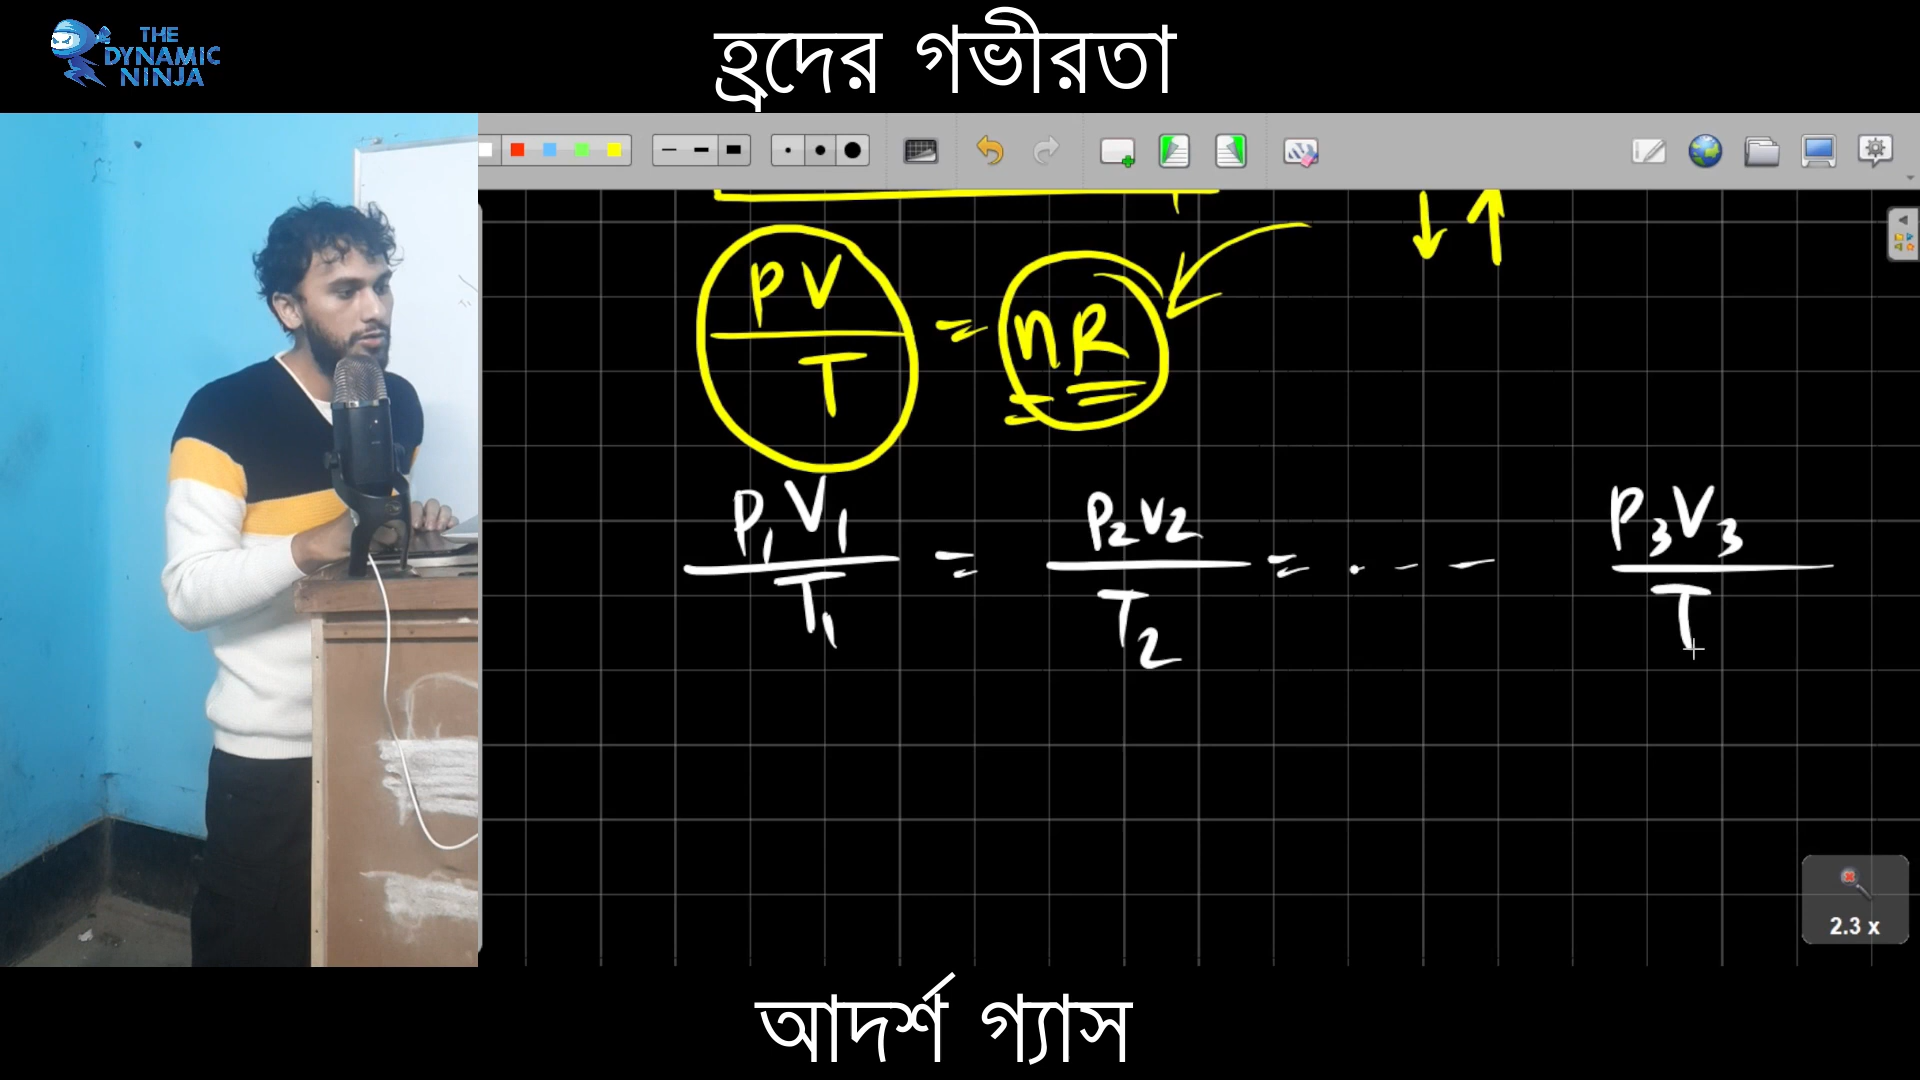 THE
DYNAMIC
NINJA
হ্রদের গভীরতা
PV / T = nR
P₁V₁ / T₁ = P₂V₂ / T₂ = . - - P₃V₃ / T
2.3 x
আদর্শ গ্যাস